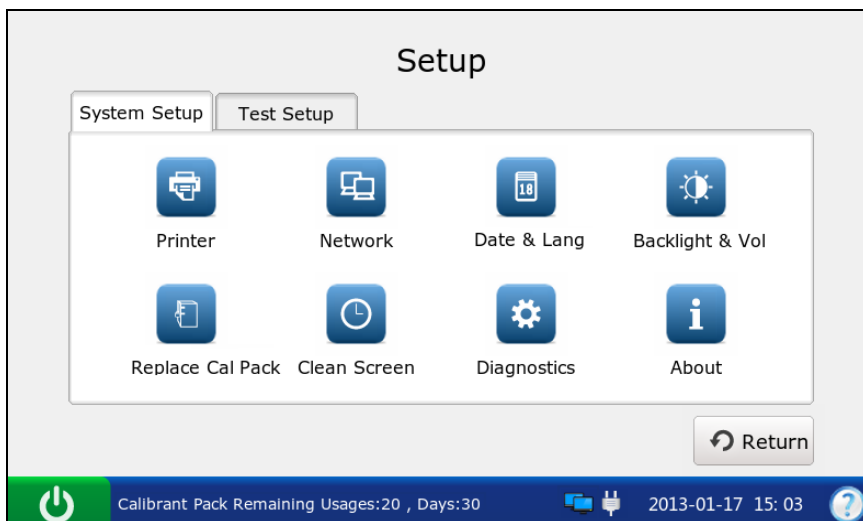 Setup
System Setup Test Setup
18
Printer Network Date & Lang Backlight & Vol
Replace Cal Pack Clean Screen Diagnostics About
Return
Calibrant Pack Remaining Usages:20 , Days:30 2013-01-17 15: 03 ?